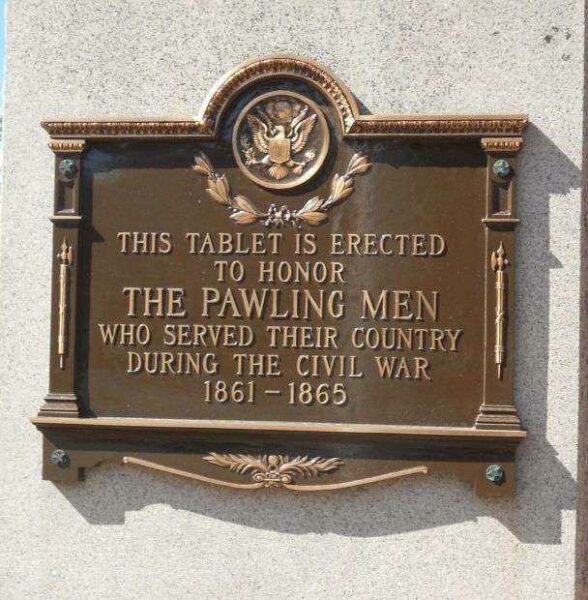 THIS TABLET IS ERECTED
TO HONOR
THE PAWLING MEN
WHO SERVED THEIR COUNTRY
DURING THE CIVIL WAR
1861 – 1865